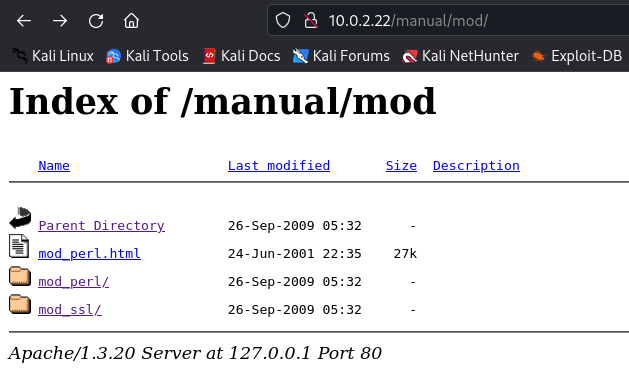 10.0.2.22/manual/mod/
Kali Linux Kali Tools Kali Docs Kali Forums Kali NetHunter Exploit-DB
Index of /manual/mod
Name Last modified Size Description
Parent Directory 26-Sep-2009 05:32 -
mod_perl.html 24-Jun-2001 22:35 27k
mod_perl/ 26-Sep-2009 05:32 -
mod_ssl/ 26-Sep-2009 05:32 -
Apache/1.3.20 Server at 127.0.0.1 Port 80